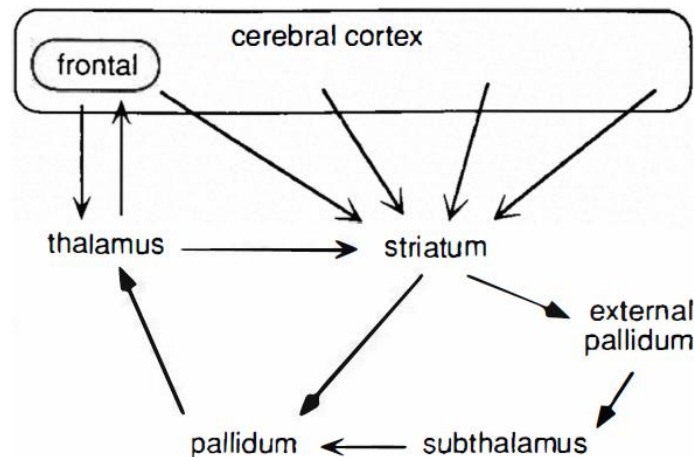 cerebral cortex
frontal
thalamus
striatum
external
pallidum
pallidum
subthalamus